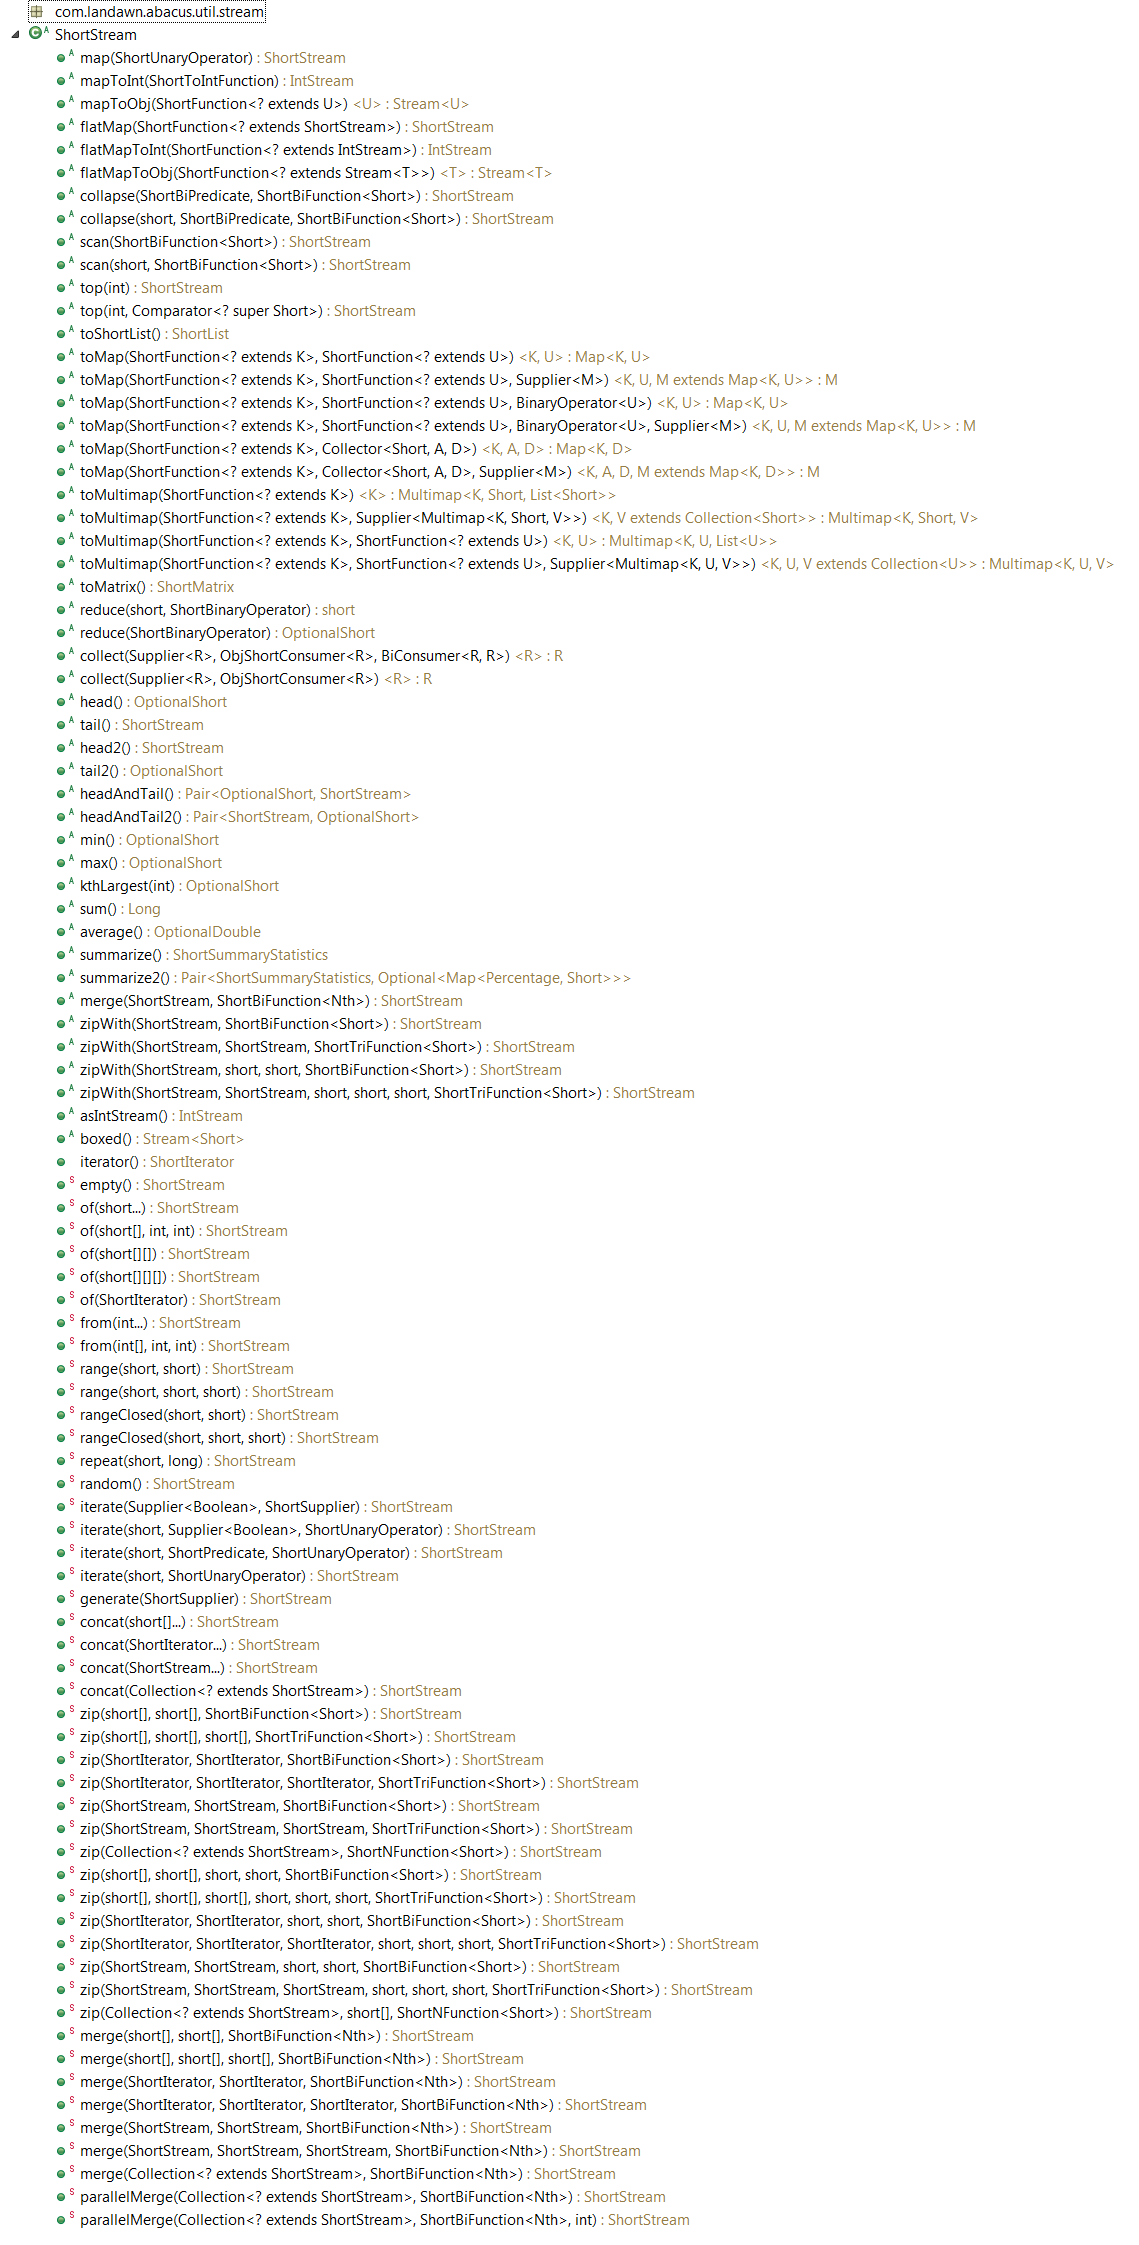 com.landawn.abacus.util.stream
ShortStream
map(ShortUnaryOperator) : ShortStream
mapToInt(ShortToIntFunction) : IntStream
mapToObj(ShortFunction<? extends U>) <U> : Stream<U>
flatMap(ShortFunction<? extends ShortStream>) : ShortStream
flatMapToInt(ShortFunction<? extends IntStream>) : IntStream
flatMapToObj(ShortFunction<? extends Stream<T>>) <T> : Stream<T>
collapse(ShortBiPredicate, ShortBiFunction<Short>) : ShortStream
collapse(short, ShortBiPredicate, ShortBiFunction<Short>) : ShortStream
scan(ShortBiFunction<Short>) : ShortStream
scan(short, ShortBiFunction<Short>) : ShortStream
top(int) : ShortStream
top(int, Comparator<? super Short>) : ShortStream
toShortList() : ShortList
toMap(ShortFunction<? extends K>, ShortFunction<? extends U>) <K, U> : Map<K, U>
toMap(ShortFunction<? extends K>, ShortFunction<? extends U>, Supplier<M>) <K, U, M extends Map<K, U>> : M
toMap(ShortFunction<? extends K>, ShortFunction<? extends U>, BinaryOperator<U>) <K, U> : Map<K, U>
toMap(ShortFunction<? extends K>, ShortFunction<? extends U>, BinaryOperator<U>, Supplier<M>) <K, U, M extends Map<K, U>> : M
toMap(ShortFunction<? extends K>, Collector<Short, A, D>) <K, A, D> : Map<K, D>
toMap(ShortFunction<? extends K>, Collector<Short, A, D>, Supplier<M>) <K, A, D, M extends Map<K, D>> : M
toMultimap(ShortFunction<? extends K>) <K> : Multimap<K, Short, List<Short>>
toMultimap(ShortFunction<? extends K>, Supplier<Multimap<K, Short, V>>) <K, V extends Collection<Short>> : Multimap<K, Short, V>
toMultimap(ShortFunction<? extends K>, ShortFunction<? extends U>) <K, U> : Multimap<K, U, List<U>>
toMultimap(ShortFunction<? extends K>, ShortFunction<? extends U>, Supplier<Multimap<K, U, V>>) <K, U, V extends Collection<U>> : Multimap<K, U, V>
toMatrix() : ShortMatrix
reduce(short, ShortBinaryOperator) : short
reduce(ShortBinaryOperator) : OptionalShort
collect(Supplier<R>, ObjShortConsumer<R>, BiConsumer<R, R>) <R> : R
collect(Supplier<R>, ObjShortConsumer<R>) <R> : R
head() : OptionalShort
tail() : ShortStream
head2() : ShortStream
tail2() : OptionalShort
headAndTail() : Pair<OptionalShort, ShortStream>
headAndTail2() : Pair<ShortStream, OptionalShort>
min() : OptionalShort
max() : OptionalShort
kthLargest(int) : OptionalShort
sum() : Long
average() : OptionalDouble
summarize() : ShortSummaryStatistics
summarize2() : Pair<ShortSummaryStatistics, Optional<Map<Percentage, Short>>>
merge(ShortStream, ShortBiFunction<Nth>) : ShortStream
zipWith(ShortStream, ShortBiFunction<Short>) : ShortStream
zipWith(ShortStream, ShortStream, ShortTriFunction<Short>) : ShortStream
zipWith(ShortStream, short, short, ShortBiFunction<Short>) : ShortStream
zipWith(ShortStream, ShortStream, short, short, short, ShortTriFunction<Short>) : ShortStream
asIntStream() : IntStream
boxed() : Stream<Short>
iterator() : ShortIterator
empty() : ShortStream
of(short...) : ShortStream
of(short[], int, int) : ShortStream
of(short[][]) : ShortStream
of(short[][][]) : ShortStream
of(ShortIterator) : ShortStream
from(int...) : ShortStream
from(int[], int, int) : ShortStream
range(short, short) : ShortStream
range(short, short, short) : ShortStream
rangeClosed(short, short) : ShortStream
rangeClosed(short, short, short) : ShortStream
repeat(short, long) : ShortStream
random() : ShortStream
iterate(Supplier<Boolean>, ShortSupplier) : ShortStream
iterate(short, Supplier<Boolean>, ShortUnaryOperator) : ShortStream
iterate(short, ShortPredicate, ShortUnaryOperator) : ShortStream
iterate(short, ShortUnaryOperator) : ShortStream
generate(ShortSupplier) : ShortStream
concat(short[]...) : ShortStream
concat(ShortIterator...) : ShortStream
concat(ShortStream...) : ShortStream
concat(Collection<? extends ShortStream>) : ShortStream
zip(short[], short[], ShortBiFunction<Short>) : ShortStream
zip(short[], short[], short[], ShortTriFunction<Short>) : ShortStream
zip(ShortIterator, ShortIterator, ShortBiFunction<Short>) : ShortStream
zip(ShortIterator, ShortIterator, ShortIterator, ShortTriFunction<Short>) : ShortStream
zip(ShortStream, ShortStream, ShortBiFunction<Short>) : ShortStream
zip(ShortStream, ShortStream, ShortStream, ShortTriFunction<Short>) : ShortStream
zip(Collection<? extends ShortStream>, ShortNFunction<Short>) : ShortStream
zip(short[], short[], short, short, ShortBiFunction<Short>) : ShortStream
zip(short[], short[], short[], short, short, short, ShortTriFunction<Short>) : ShortStream
zip(ShortIterator, ShortIterator, short, short, ShortBiFunction<Short>) : ShortStream
zip(ShortIterator, ShortIterator, ShortIterator, short, short, short, ShortTriFunction<Short>) : ShortStream
zip(ShortStream, ShortStream, short, short, ShortBiFunction<Short>) : ShortStream
zip(ShortStream, ShortStream, ShortStream, short, short, short, ShortTriFunction<Short>) : ShortStream
zip(Collection<? extends ShortStream>, short[], ShortNFunction<Short>) : ShortStream
merge(short[], short[], ShortBiFunction<Nth>) : ShortStream
merge(short[], short[], short[], ShortBiFunction<Nth>) : ShortStream
merge(ShortIterator, ShortIterator, ShortBiFunction<Nth>) : ShortStream
merge(ShortIterator, ShortIterator, ShortIterator, ShortBiFunction<Nth>) : ShortStream
merge(ShortStream, ShortStream, ShortBiFunction<Nth>) : ShortStream
merge(ShortStream, ShortStream, ShortStream, ShortBiFunction<Nth>) : ShortStream
merge(Collection<? extends ShortStream>, ShortBiFunction<Nth>) : ShortStream
parallelMerge(Collection<? extends ShortStream>, ShortBiFunction<Nth>) : ShortStream
parallelMerge(Collection<? extends ShortStream>, ShortBiFunction<Nth>, int) : ShortStream